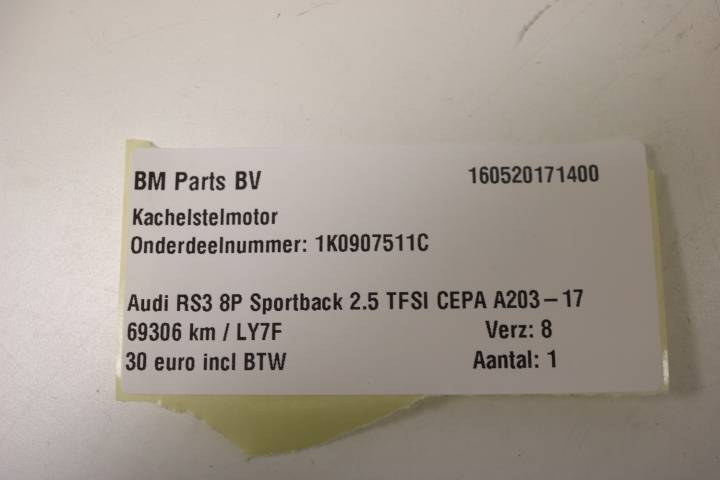 BM Parts BV 160520171400
Kachelstelmotor
Onderdeelnummer: 1K0907511C
Audi RS3 8P Sportback 2.5 TFSI CEPA A203-17
69306 km / LY7F Verz: 8
30 euro incl BTW Aantal: 1